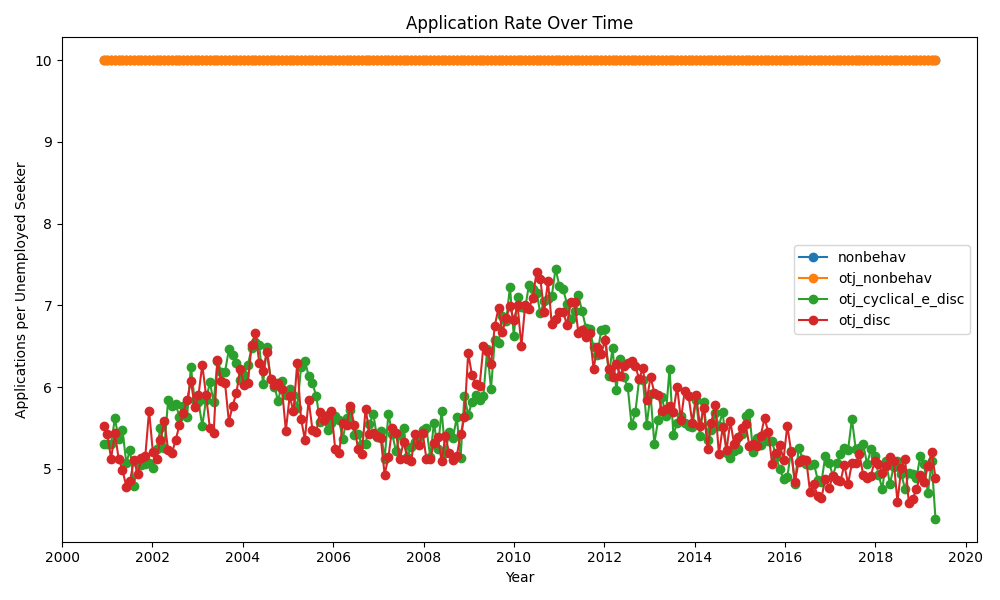 Application Rate Over Time
Applications per Unemployed Seeker
10
9
8
7
6
5
nonbehav
otj_nonbehav
otj_cyclical_e_disc
otj_disc
2000 2002 2004 2006 2008 2010 2012 2014 2016 2018 2020
Year